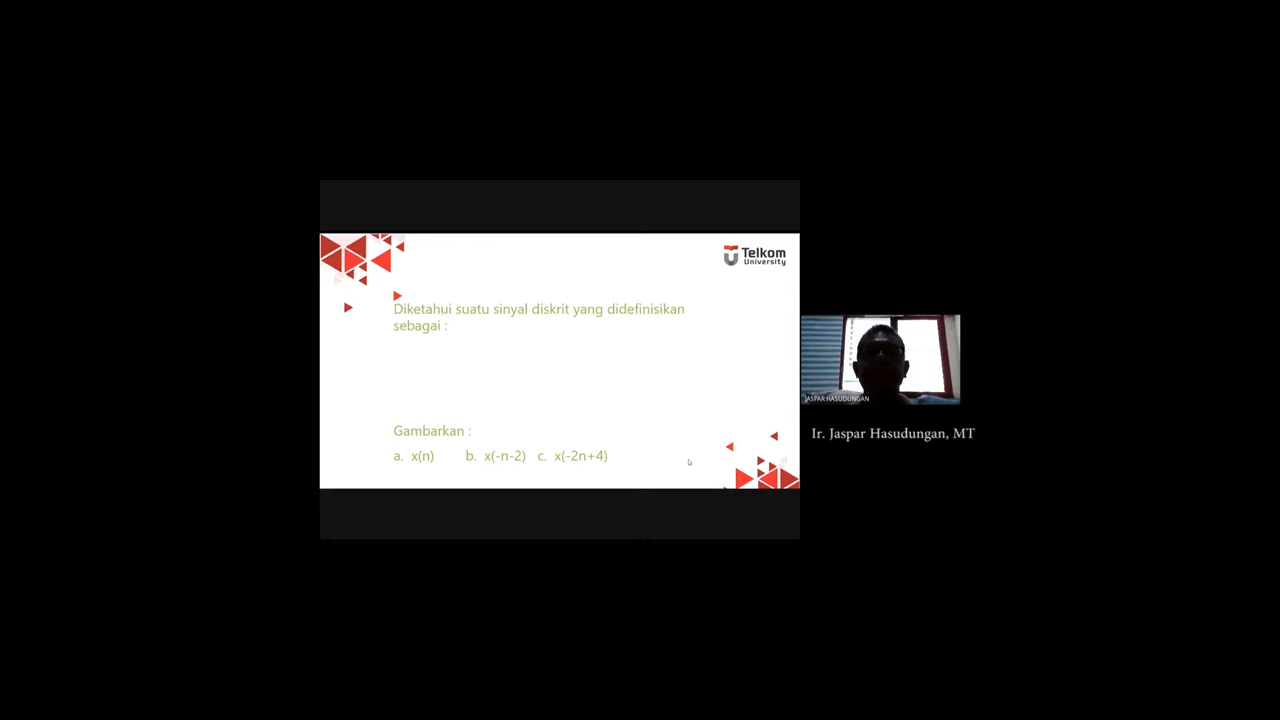 Telkom
University
Diketahui suatu sinyal diskrit yang didefinisikan
sebagai :
Gambarkan :
a. x(n) b. x(-n-2) c. x(-2n+4)
JASPAR HASUDUNGAN
Ir. Jaspar Hasudungan, MT